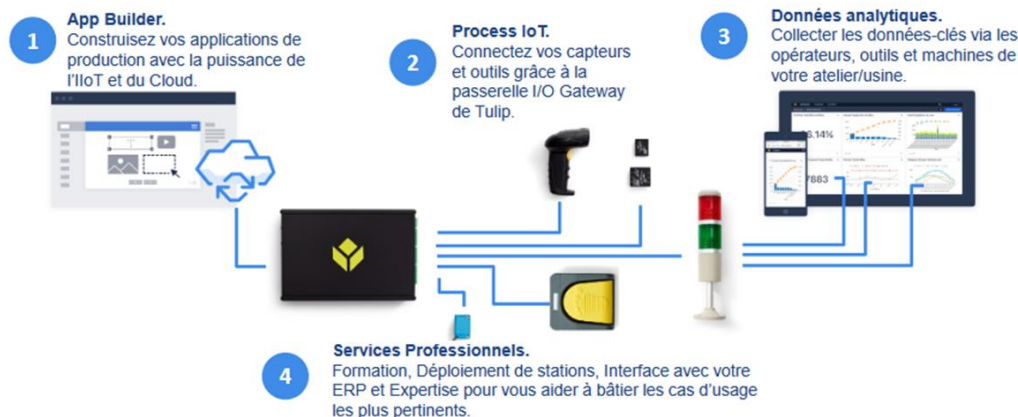 1
App Builder.
Construisez vos applications de
production avec la puissance de
l'IIoT et du Cloud.
2
Process IoT.
Connectez vos capteurs
et outils grâce à la
passerelle I/O Gateway
de Tulip.
3
Données analytiques.
Collecter les données-clés via les
opérateurs, outils et machines de
votre atelier/usine.
T
7883
4
Services Professionnels.
Formation, Déploiement de stations, Interface avec votre
ERP et Expertise pour vous aider à bâtir les cas d'usage
les plus pertinents.